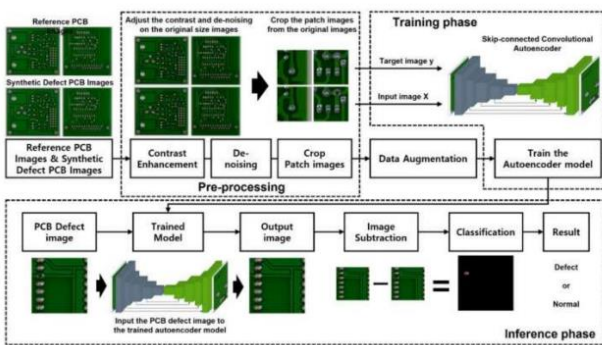 Reference PCB
Synthetic Defect PCB Images
Adjust the contrast and de-noising
on the original size images
Crop the patch images
from the original images
Training phase
Skip-connected Convolutional
Autoencoder
Target image y
Input image X
Reference PCB
Images & Synthetic
Defect PCB Images
Contrast
Enhancement
De-
noising
Crop
Patch images
Data Augmentation
Train the
Autoencoder model
Pre-processing
PCB Defect
image
Trained
Model
Output
image
Image
Subtraction
Classification
Result
Input the PCB defect image to
the trained autoencoder model
Defect
or
Normal
Inference phase